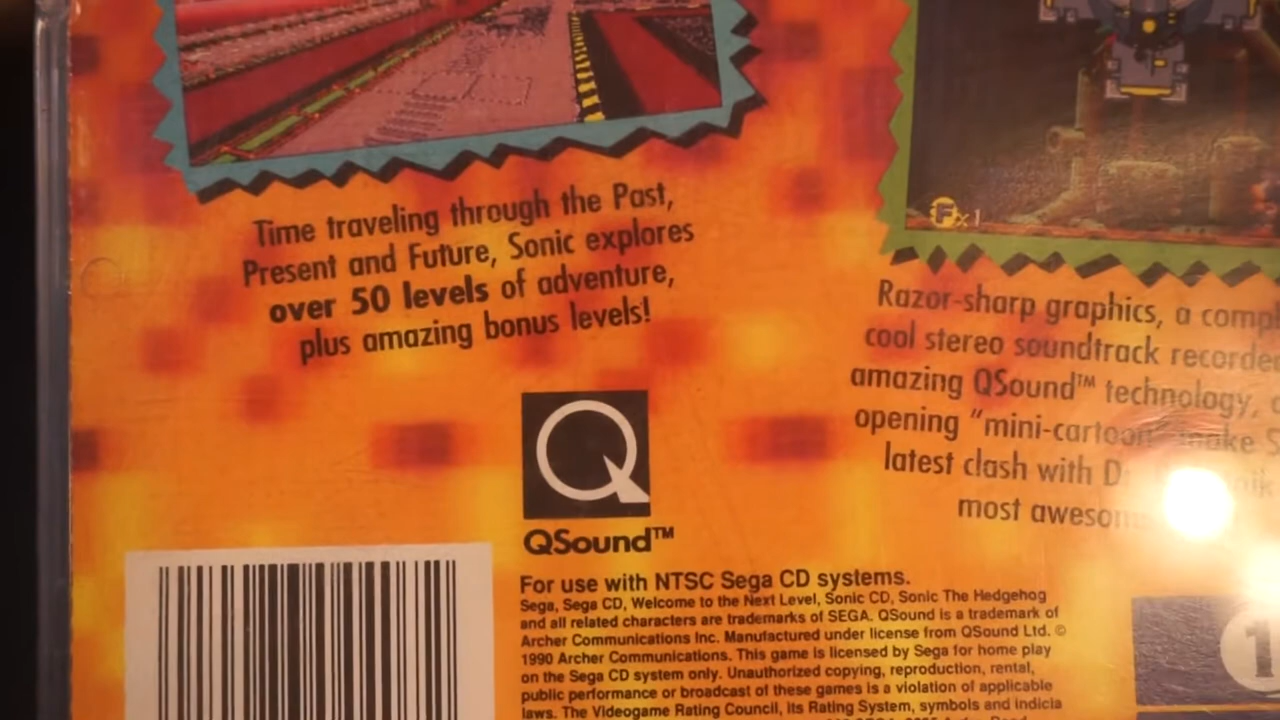 Time traveling through the Past,
Present and Future, Sonic explores
over 50 levels of adventure,
plus amazing bonus levels!
F x1
Razor-sharp graphics, a
cool stereo soundtrack
amazing QSound™ technology,
opening "mini-cartoon" make
latest clash with
most
Q
QSound™
For use with NTSC Sega CD systems.
Sega, Sega CD, Welcome to the Next Level, Sonic CD, Sonic The Hedgehog
and all related characters are trademarks of SEGA. QSound is a trademark of
Archer Communications Inc. Manufactured under license from QSound Ltd. ©
1990 Archer Communications. This game is licensed by Sega for home play
on the Sega CD system only. Unauthorized copying, reproduction, rental,
public performance or broadcast of these games is a violation of applicable
laws. The Videogame Rating Council, its Rating System, symbols and indicia
1